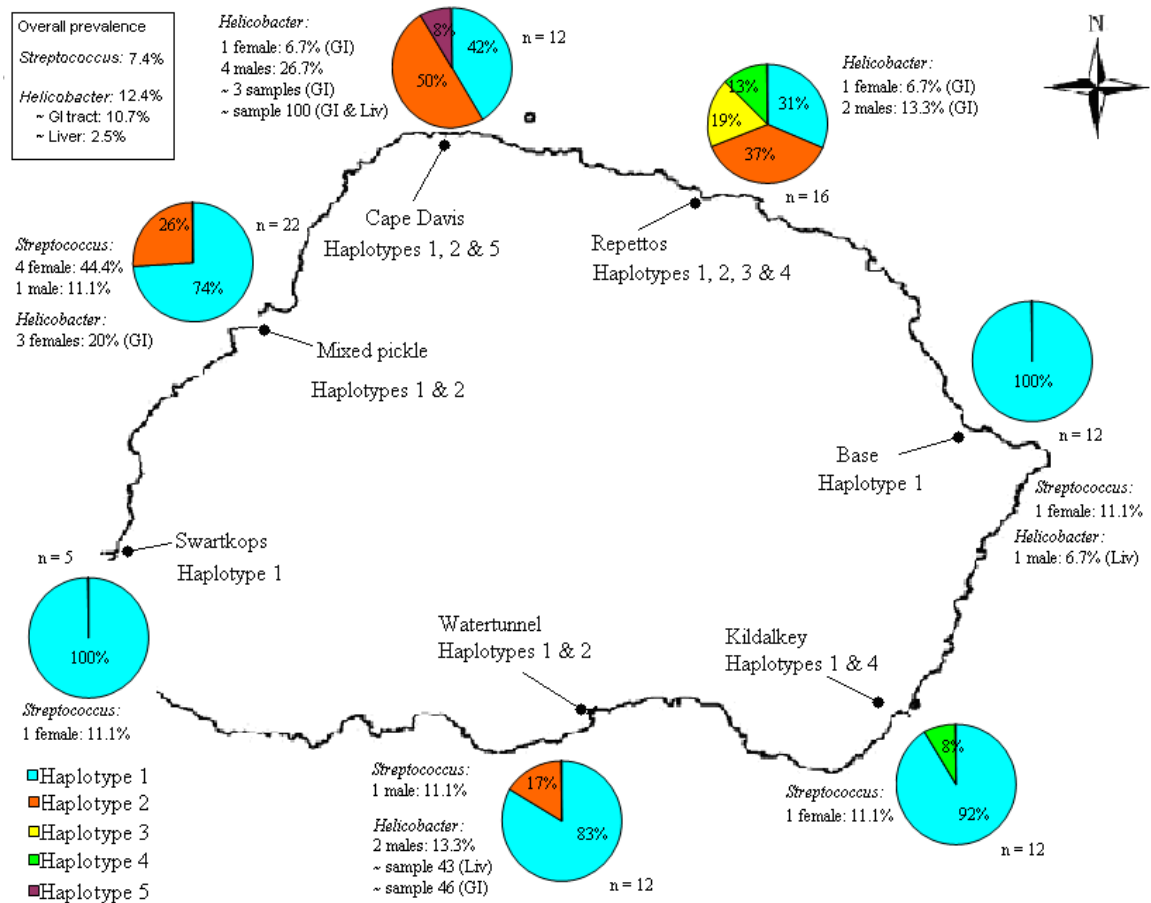 Overall prevalence
Streptococcus: 7.4%
Helicobacter: 12.4%
~ GI tract: 10.7%
~ Liver: 2.5%
Helicobacter:
1 female: 6.7% (GI)
4 males: 26.7%
~ 3 samples (GI)
~ sample 100 (GI & Liv)
8%
42%
50%
n = 12
Cape Davis
Haplotypes 1, 2 & 5
13%
31%
19%
37%
n = 16
Helicobacter:
1 female: 6.7% (GI)
2 males: 13.3% (GI)
Repettos
Haplotypes 1, 2, 3 & 4
N
26%
74%
n = 22
Streptococcus:
4 female: 44.4%
1 male: 11.1%
Helicobacter:
3 females: 20% (GI)
Mixed pickle
Haplotypes 1 & 2
100%
n = 12
Base
Haplotype 1
Streptococcus:
1 female: 11.1%
Helicobacter:
1 male: 6.7% (Liv)
n = 5
Swartkops
Haplotype 1
100%
Streptococcus:
1 female: 11.1%
Watertunnel
Haplotypes 1 & 2
Kildalkey
Haplotypes 1 & 4
Streptococcus:
1 male: 11.1%
Helicobacter:
2 males: 13.3%
~ sample 43 (Liv)
~ sample 46 (GI)
17%
83%
n = 12
Streptococcus:
1 female: 11.1%
8%
92%
n = 12
Haplotype 1
Haplotype 2
Haplotype 3
Haplotype 4
Haplotype 5